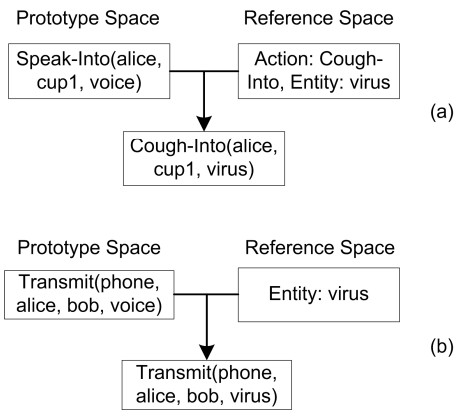 Prototype Space
Reference Space
Speak-Into(alice,
cup1, voice)
Action: Cough-
Into, Entity: virus
(a)
Cough-Into(alice,
cup1, virus)
Prototype Space
Reference Space
Transmit(phone,
alice, bob, voice)
Entity: virus
(b)
Transmit(phone,
alice, bob, virus)